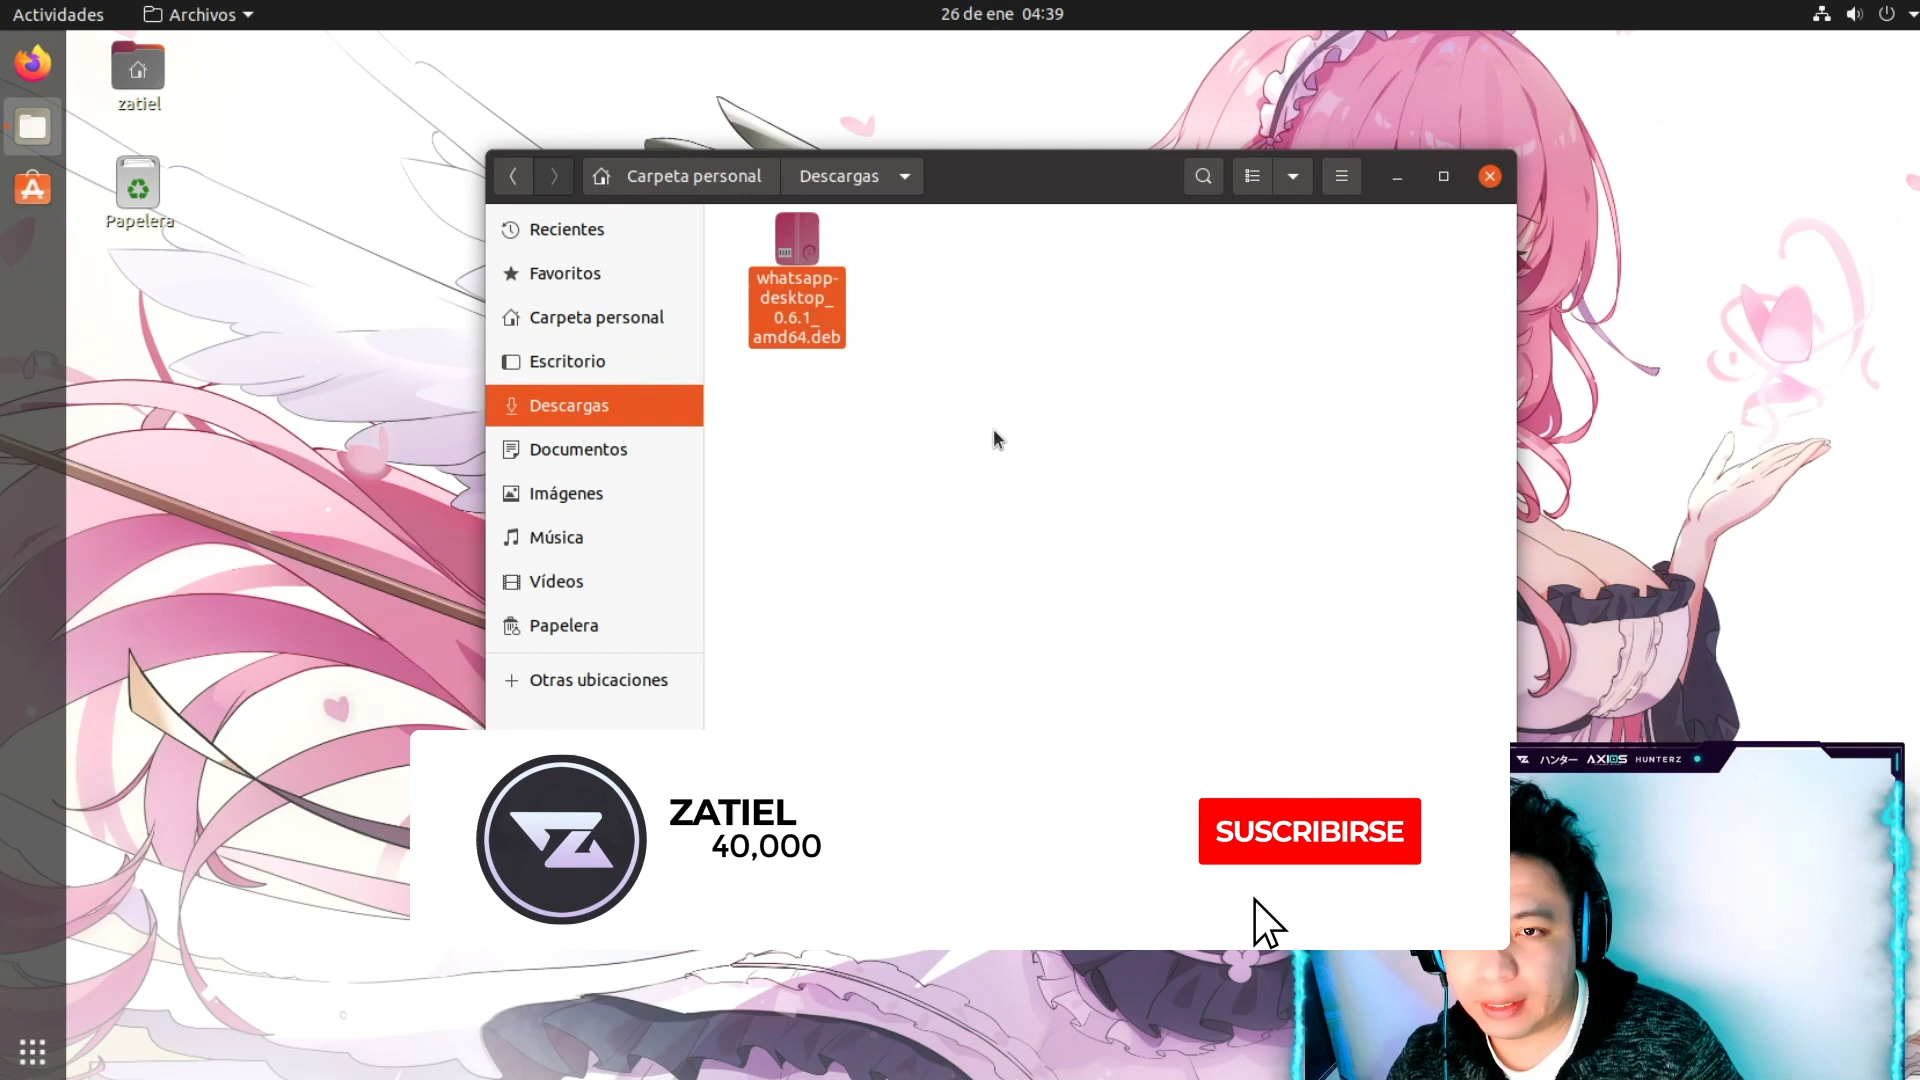 Actividades
Archivos
26 de ene 04:39
zatiel
Papelera
Carpeta personal
Descargas
Recientes
Favoritos
Carpeta personal
Escritorio
Descargas
Documentos
Imágenes
Música
Vídeos
Papelera
Otras ubicaciones
whatsapp-
desktop_
0.6.1_
amd64.deb
ZATIEL
40,000
SUSCRIBIRSE
ハンター AXIOS HUNTERZ